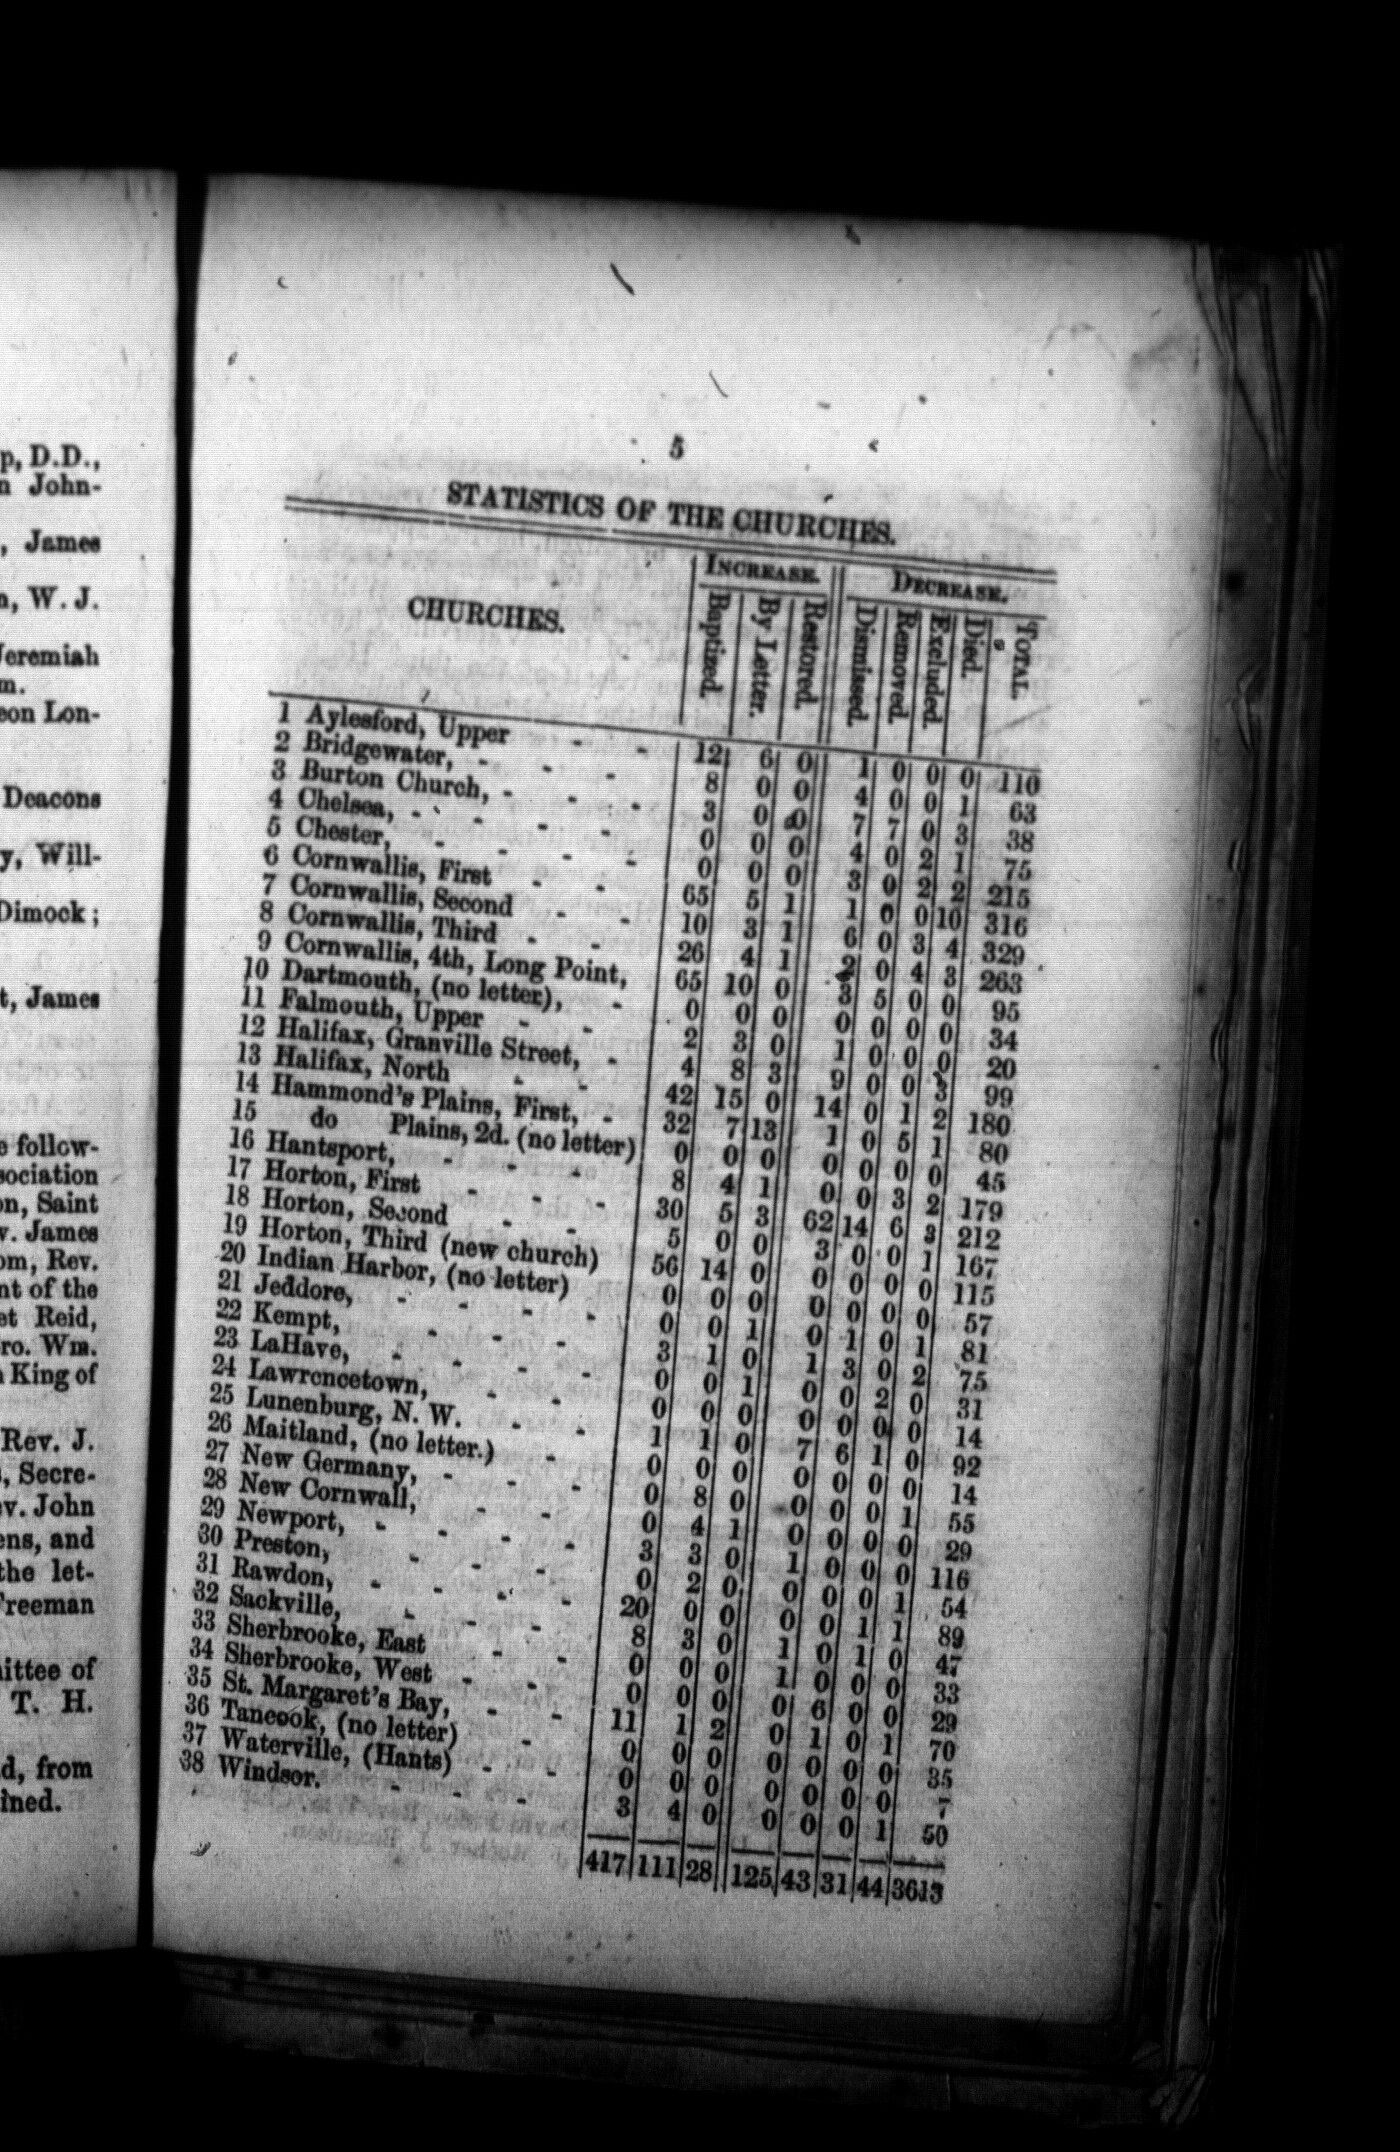 p, D.D.,
n John-
, James
n, W. J.
Jeremiah
m.
eon Lon-
Deacons
y, Will-
Dimock ;
t, James
e follow-
sociation
on, Saint
v. James
om, Rev.
nt of the
et Reid,
ro. Wm.
King of
Rev. J.
, Secre-
ev. John
ens, and
the let-
Freeman
mittee of
T. H.
d, from
ined.
5
STATISTICS OF THE CHURCHES.
CHURCHES. INCREASE. DECREASE.
Baptized. By Letter. Restored. Dismissed. Removed. Excluded. Died. TOTAL
1 Aylesford, Upper - - 12 6 0 1 0 0 0 110
2 Bridgewater, - - - 8 0 0 4 0 0 1 63
3 Burton Church, - - - 3 0 0 7 7 0 3 38
4 Chelsea, - - - - 0 0 0 4 0 2 1 75
5 Chester, - - - - 0 0 0 3 0 2 2 215
6 Cornwallis, First - - 65 5 1 1 0 0 10 316
7 Cornwallis, Second - - 10 3 1 6 0 3 4 329
8 Cornwallis, Third - - 26 4 1 2 0 4 3 263
9 Cornwallis, 4th, Long Point, 65 10 0 3 5 0 0 95
10 Dartmouth, (no letter), - 0 0 0 0 0 0 0 34
11 Falmouth, Upper - - 2 3 0 1 0 0 0 20
12 Halifax, Granville Street, - 4 8 3 9 0 0 3 99
13 Halifax, North - - 42 15 0 14 0 1 2 180
14 Hammond's Plains, First, - 32 7 13 1 0 5 1 80
15 do Plains, 2d. (no letter) 0 0 0 0 0 0 0 45
16 Hantsport, - - - 8 4 1 0 0 3 2 179
17 Horton, First - - - 30 5 3 62 14 6 3 212
18 Horton, Second - - 5 0 0 3 0 0 1 167
19 Horton, Third (new church) 56 14 0 0 0 0 0 115
20 Indian Harbor, (no letter) 0 0 0 0 0 0 0 57
21 Jeddore, - - - - 0 0 1 0 1 0 1 81
22 Kempt, - - - 3 1 0 1 3 0 2 75
23 LaHave, - - - - 0 0 1 0 0 2 0 31
24 Lawrencetown, - - 0 0 0 0 0 0 0 14
25 Lunenburg, N. W. - - 1 1 0 7 6 1 0 92
26 Maitland, (no letter.) - 0 0 0 0 0 0 0 14
27 New Germany, - - - 0 8 0 0 0 0 1 55
28 New Cornwall, - - 0 4 1 0 0 0 0 29
29 Newport, - - - - 3 3 0 1 0 0 0 116
30 Preston, - - - 0 2 0 0 0 0 1 54
31 Rawdon, - - - - 20 0 0 0 0 1 1 89
32 Sackville, - - - 8 3 0 1 0 1 0 47
33 Sherbrooke, East - - 0 0 0 1 0 0 0 33
34 Sherbrooke, West - - 0 0 0 0 6 0 0 29
35 St. Margaret's Bay, - - 11 1 2 0 1 0 1 70
36 Tancook, (no letter) - 0 0 0 0 0 0 0 35
37 Waterville, (Hants) - - 0 0 0 0 0 0 0 7
38 Windsor. - - - 3 4 0 0 0 0 1 50
417 111 28 125 43 31 44 3613